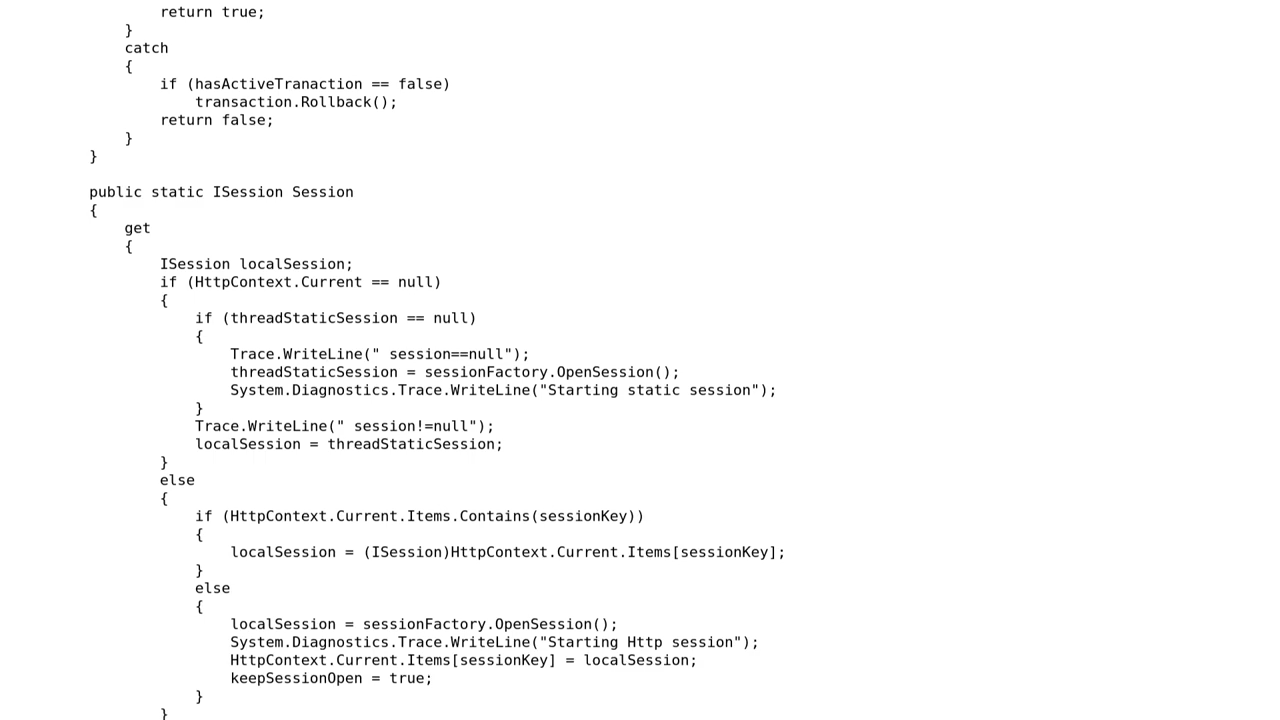 return true;
        }
        catch
        {
            if (hasActiveTranaction == false)
                transaction.Rollback();
            return false;
        }
    }

    public static ISession Session
    {
        get
        {
            ISession localSession;
            if (HttpContext.Current == null)
            {
                if (threadStaticSession == null)
                {
                    Trace.WriteLine(" session==null");
                    threadStaticSession = sessionFactory.OpenSession();
                    System.Diagnostics.Trace.WriteLine("Starting static session");
                }
                Trace.WriteLine(" session!=null");
                localSession = threadStaticSession;
            }
            else
            {
                if (HttpContext.Current.Items.Contains(sessionKey))
                {
                    localSession = (ISession)HttpContext.Current.Items[sessionKey];
                }
                else
                {
                    localSession = sessionFactory.OpenSession();
                    System.Diagnostics.Trace.WriteLine("Starting Http session");
                    HttpContext.Current.Items[sessionKey] = localSession;
                    keepSessionOpen = true;
                }
            }